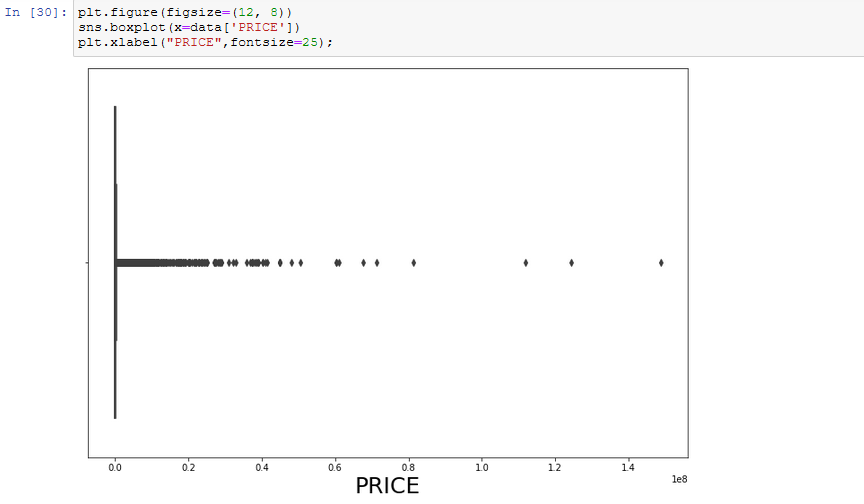 In [30]: plt.figure(figsize=(12, 8))
sns.boxplot(x=data['PRICE'])
plt.xlabel("PRICE",fontsize=25);
0.0 0.2 0.4 0.6 0.8 1.0 1.2 1.4
1e8
PRICE